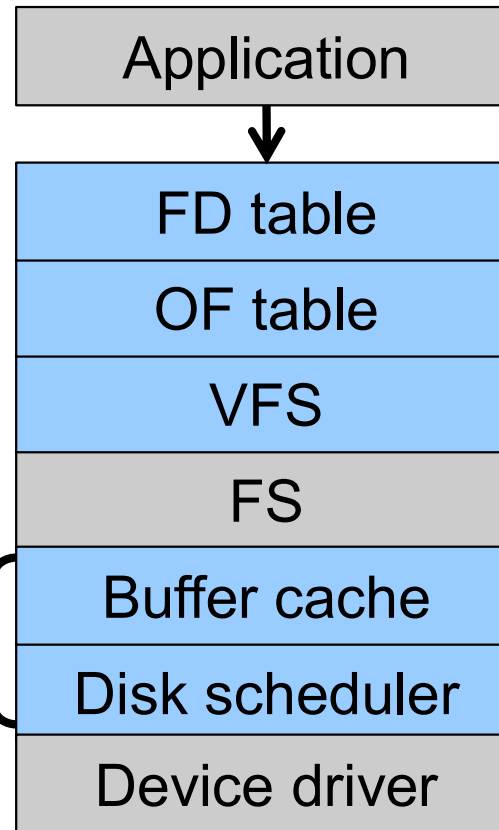 Application
FD table
OF table
VFS
FS
Buffer cache
Disk scheduler
Device driver